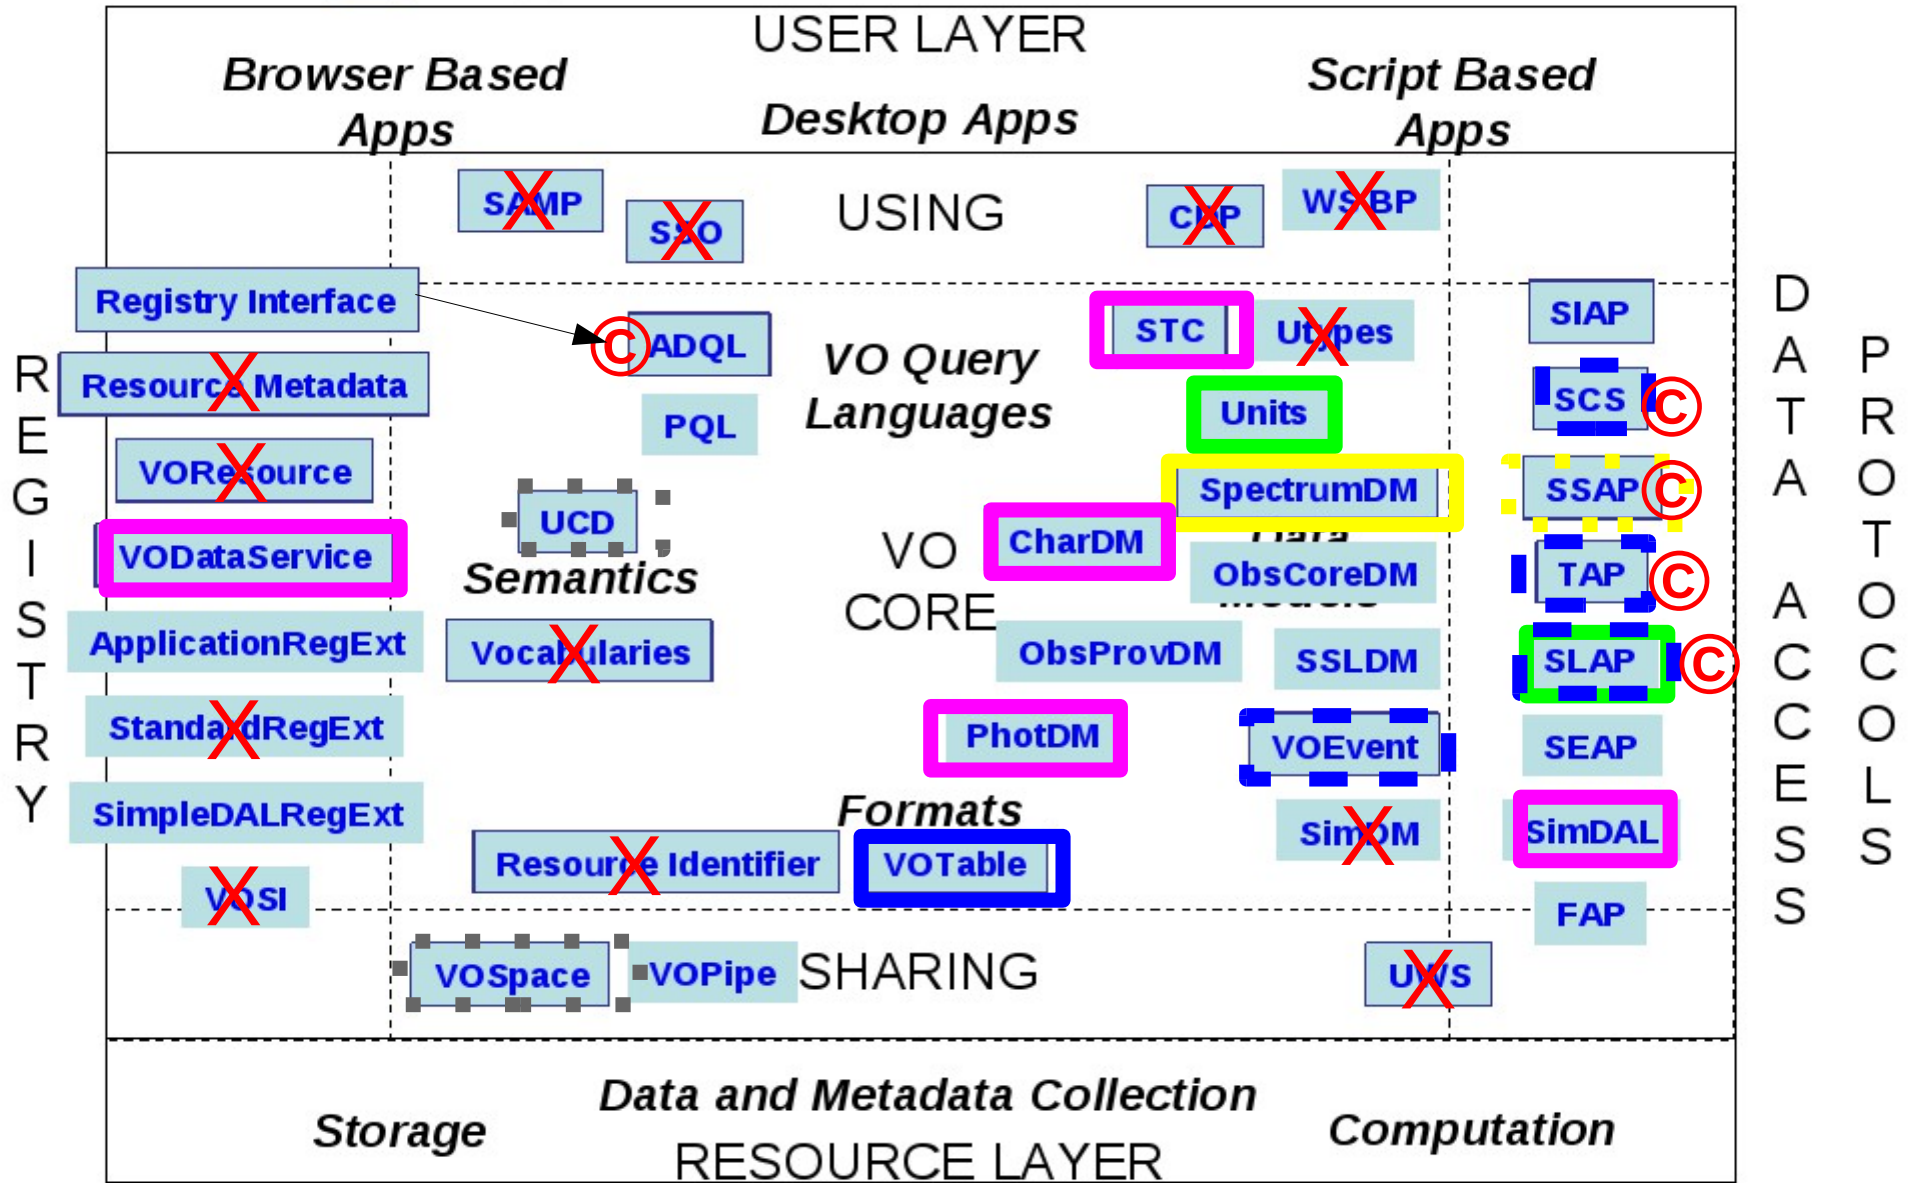 USER LAYER
Browser Based
Apps
Desktop Apps
Script Based
Apps
SAMP
SSO
USING
CDP
WSBP
Registry Interface
Resource Metadata
VOResource
VODataService
ApplicationRegExt
StandardRegExt
SimpleDALRegExt
VOSI
REGISTRY
© ADQL
PQL
VO Query
Languages
UCD
Semantics
Vocabularies
VO
CORE
STC
Utypes
Units
SpectrumDM
CharDM
Data
Models
ObsCoreDM
ObsProvDM
SSLDM
PhotDM
VOEvent
Formats
Resource Identifier
VOTable
SimDM
SIAP
SCS ©
SSAP ©
TAP ©
SLAP ©
SEAP
SimDAL
FAP
DATA ACCESS
PROTOCOLS
VOSpace
VOPipe
SHARING
UWS
Data and Metadata Collection
Storage
Computation
RESOURCE LAYER